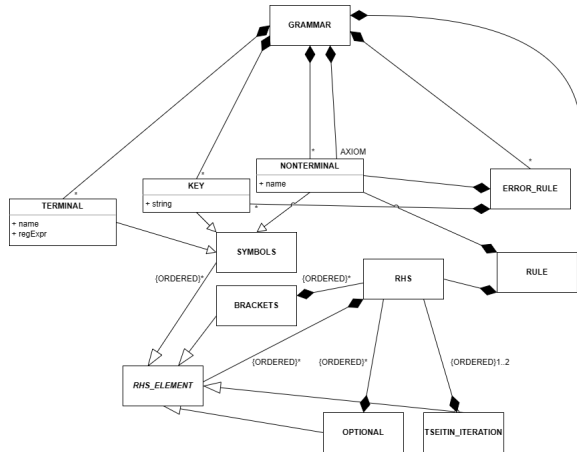 GRAMMAR
*
AXIOM
*
*
NONTERMINAL
+ name
KEY
+ string
*
ERROR_RULE
TERMINAL
+ name
+ regExpr
SYMBOLS
{ORDERED}*
{ORDERED}*
RHS
RULE
BRACKETS
{ORDERED}*
{ORDERED}*
{ORDERED}1..2
RHS_ELEMENT
OPTIONAL
TSEITIN_ITERATION